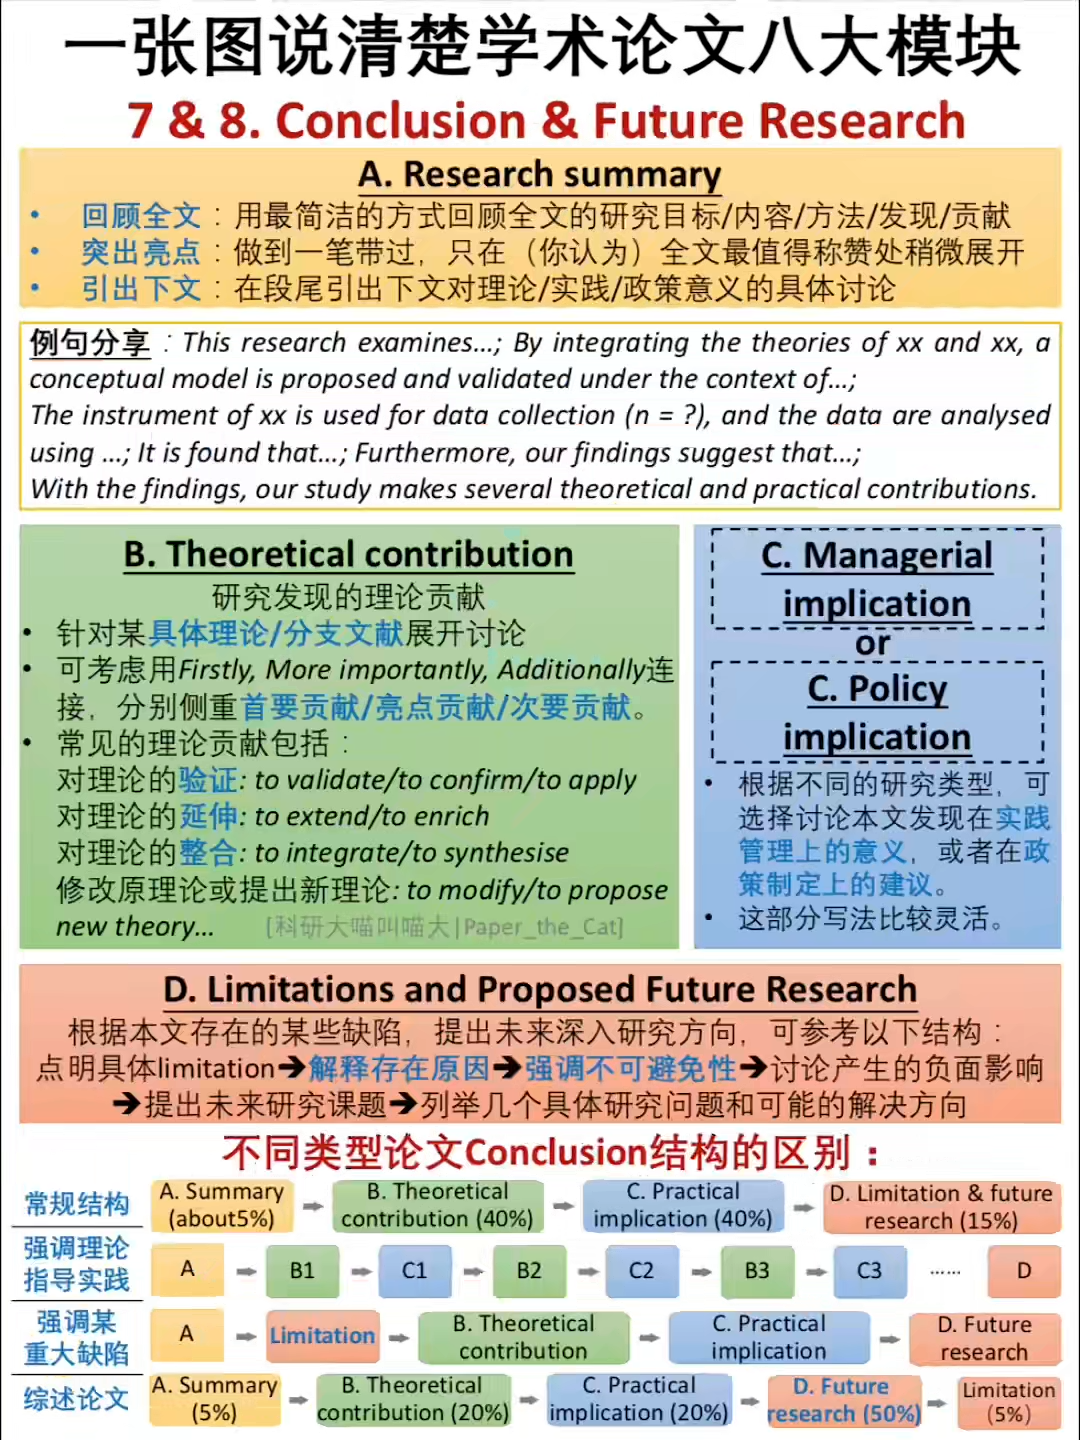 一张图说清楚学术论文八大模块
7 & 8. Conclusion & Future Research
A. Research summary
• 回顾全文：用最简洁的方式回顾全文的研究目标/内容/方法/发现/贡献
• 突出亮点：做到一笔带过，只在（你认为）全文最值得称赞处稍微展开
• 引出下文：在段尾引出下文对理论/实践/政策意义的具体讨论
例句分享：This research examines...; By integrating the theories of xx and xx, a
conceptual model is proposed and validated under the context of...;
The instrument of xx is used for data collection (n = ?), and the data are analysed
using ...; It is found that...; Furthermore, our findings suggest that...;
With the findings, our study makes several theoretical and practical contributions.
B. Theoretical contribution
研究发现的理论贡献
• 针对某具体理论/分支文献展开讨论
• 可考虑用Firstly, More importantly, Additionally连
接，分别侧重首要贡献/亮点贡献/次要贡献。
• 常见的理论贡献包括：
对理论的验证: to validate/to confirm/to apply
对理论的延伸: to extend/to enrich
对理论的整合: to integrate/to synthesise
修改原理论或提出新理论: to modify/to propose
new theory... [科研大喵叫喵大|Paper_the_Cat]
C. Managerial
implication
or
C. Policy
implication
• 根据不同的研究类型，可
选择讨论本文发现在实践
管理上的意义，或者在政
策制定上的建议。
• 这部分写法比较灵活。
D. Limitations and Proposed Future Research
根据本文存在的某些缺陷，提出未来深入研究方向，可参考以下结构：
点明具体limitation➔解释存在原因➔强调不可避免性➔讨论产生的负面影响
➔提出未来研究课题➔列举几个具体研究问题和可能的解决方向
不同类型论文Conclusion结构的区别：
常规结构
A. Summary
(about5%)
B. Theoretical
contribution (40%)
C. Practical
implication (40%)
D. Limitation & future
research (15%)
强调理论
指导实践
A
B1
C1
B2
C2
B3
C3
......
D
强调某
重大缺陷
A
Limitation
B. Theoretical
contribution
C. Practical
implication
D. Future
research
综述论文
A. Summary
(5%)
B. Theoretical
contribution (20%)
C. Practical
implication (20%)
D. Future
research (50%)
Limitation
(5%)